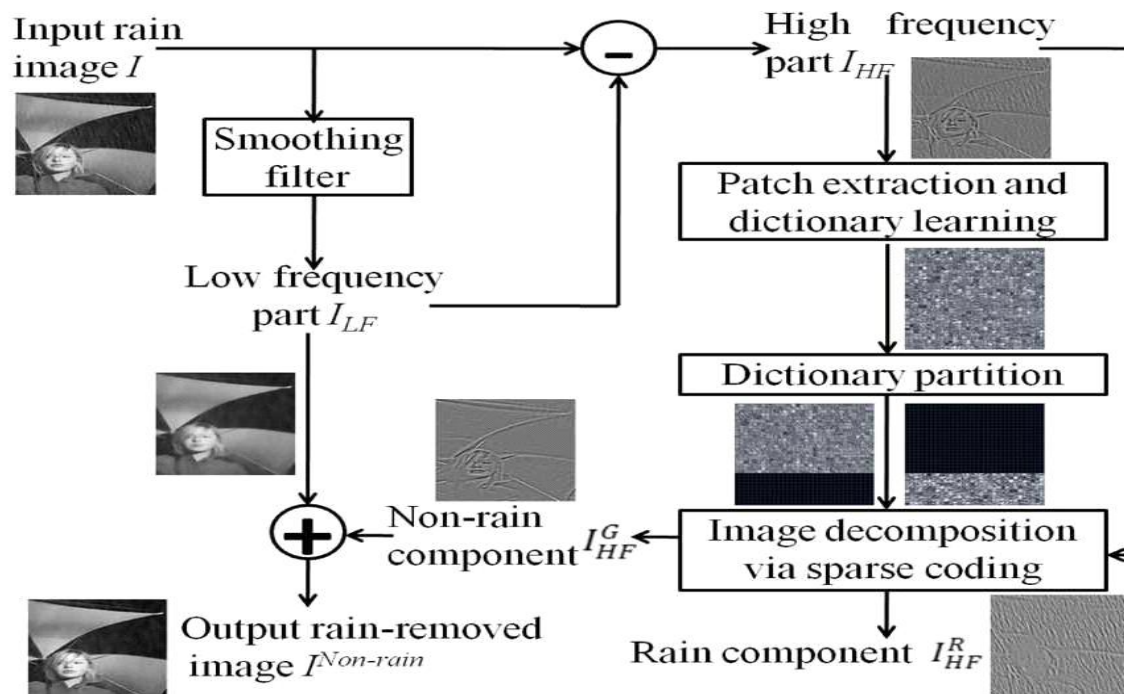 Input rain
image I
High frequency
part I_HF
-
Smoothing
filter
Patch extraction and
dictionary learning
Low frequency
part I_LF
Dictionary partition
+
Non-rain
component I_HF^G
Image decomposition
via sparse coding
Output rain-removed
image I^Non-rain
Rain component I_HF^R